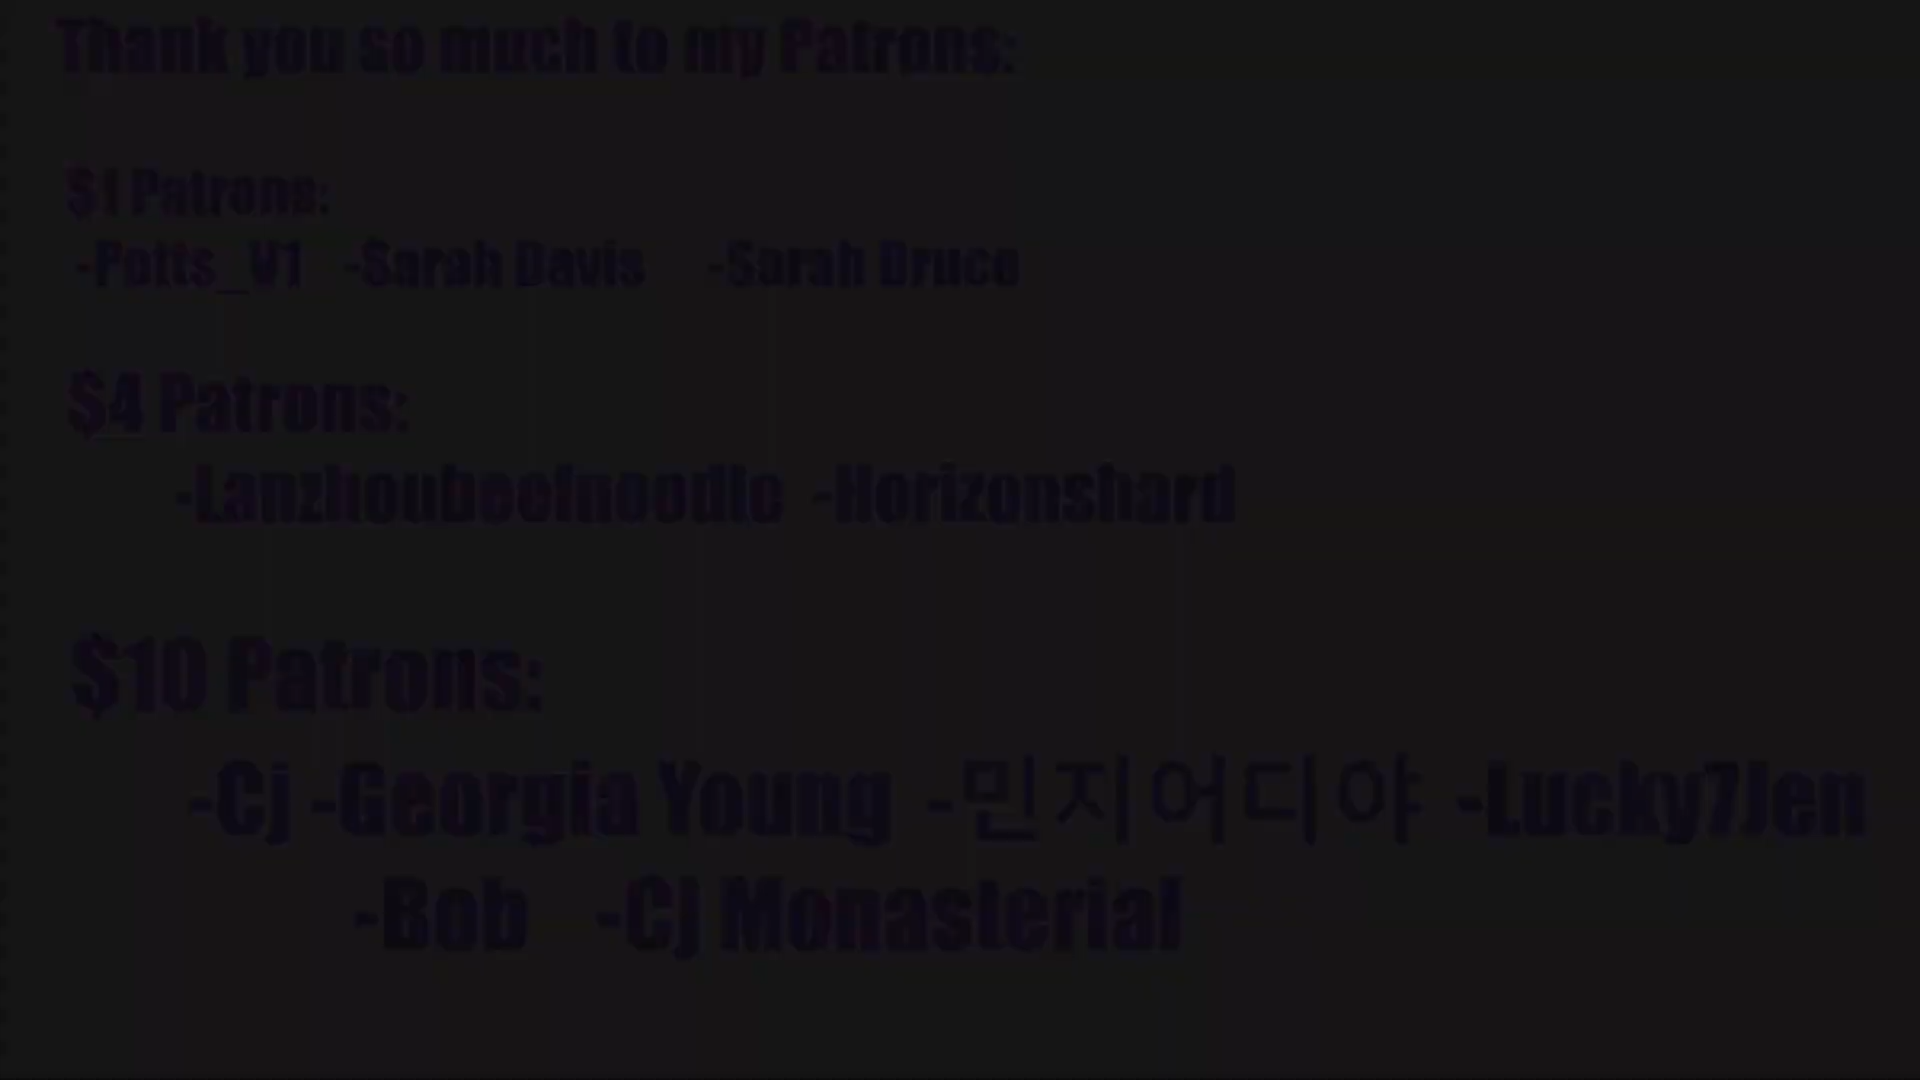 Thank you so much to my Patrons:
$1 Patrons:
-Potts_V1 -Sarah Davis -Sarah Bruce
$4 Patrons:
-Lanzhoubeefnoodle -Horizonshard
$10 Patrons:
-Cj -Georgia Young -민지어디야 -Lucky7Jen
-Bob -Cj Monasterial